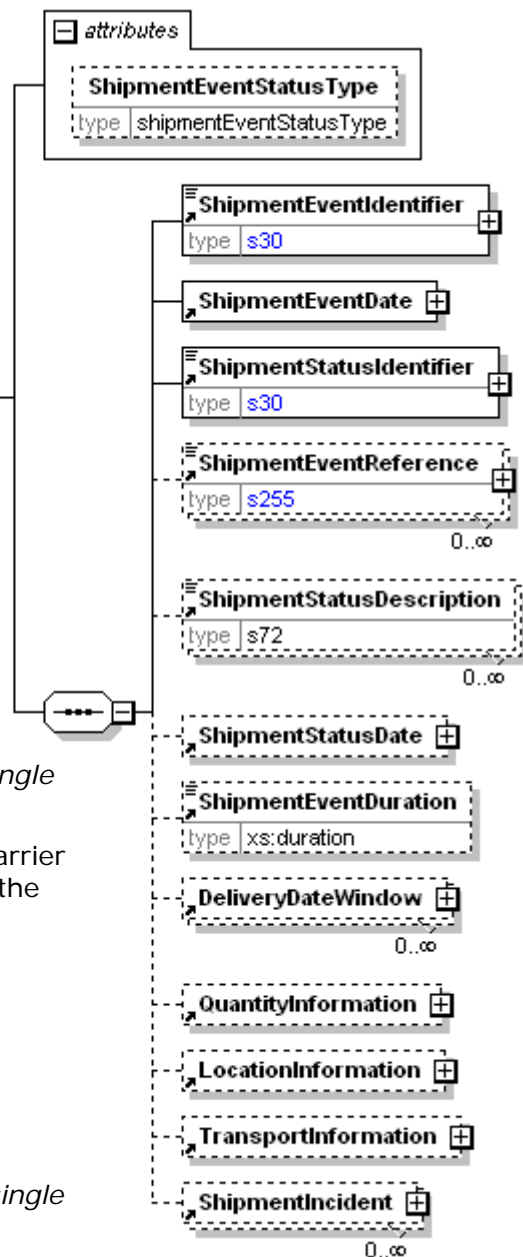 attributes
ShipmentEventStatusType
type shipmentEventStatusType
ShipmentEventIdentifier
type s30
ShipmentEventDate
ShipmentStatusIdentifier
type s30
ShipmentEventReference
type s255
0..∞
ShipmentStatusDescription
type s72
0..∞
ShipmentStatusDate
ngle
ShipmentEventDuration
type xs:duration
arrier
the
DeliveryDateWindow
0..∞
QuantityInformation
LocationInformation
TransportInformation
single
ShipmentIncident
0..∞